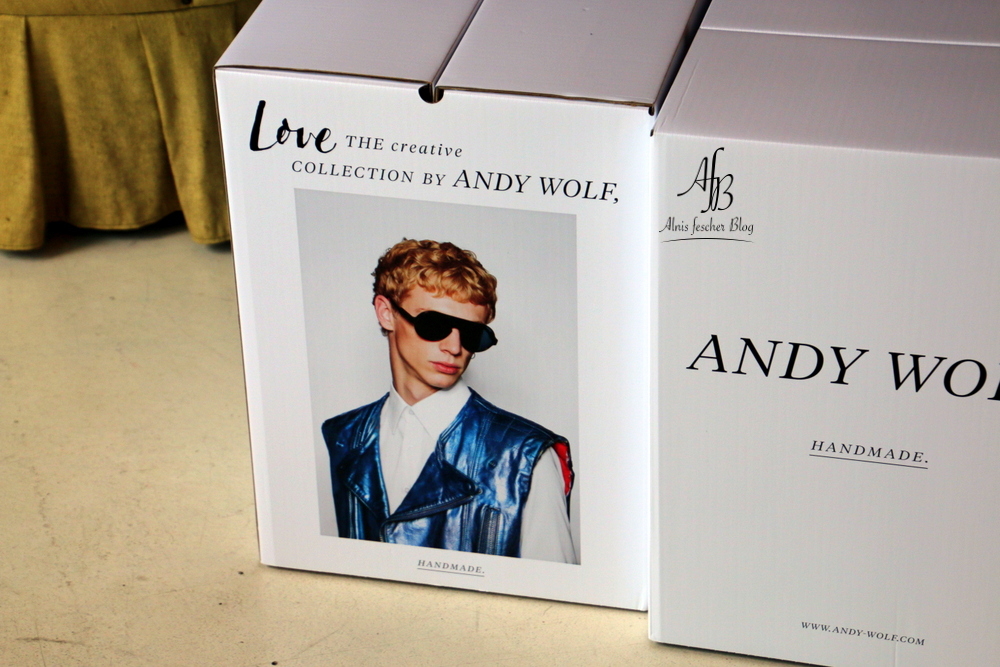 Love THE creative
COLLECTION BY ANDY WOLF,
HANDMADE.
AfB
Alnis fescher Blog
ANDY WO
HANDMADE.
WWW.ANDY-WOLF.COM